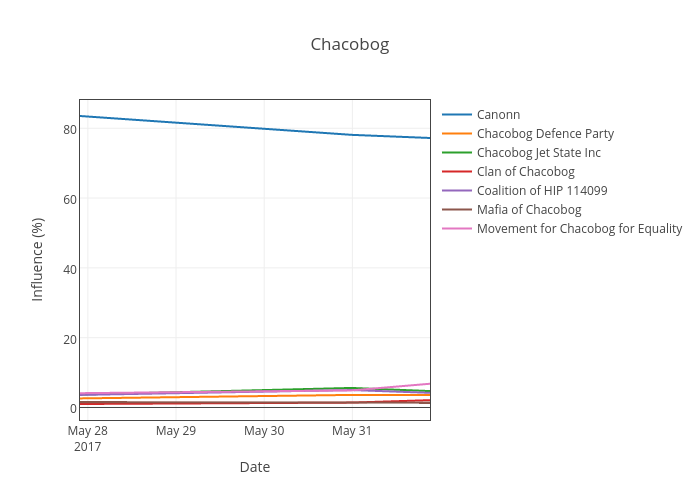 Chacobog
Influence (%)
80
60
40
20
0
May 28
2017
May 29
May 30
May 31
Date
Canonn
Chacobog Defence Party
Chacobog Jet State Inc
Clan of Chacobog
Coalition of HIP 114099
Mafia of Chacobog
Movement for Chacobog for Equality